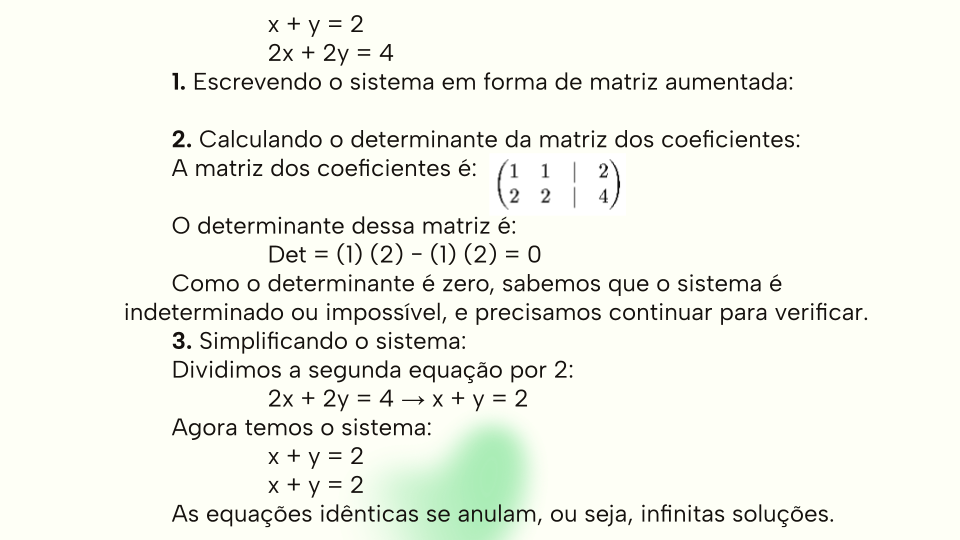 x + y = 2
2x + 2y = 4
1. Escrevendo o sistema em forma de matriz aumentada:
2. Calculando o determinante da matriz dos coeficientes:
A matriz dos coeficientes é:
1 1 | 2
2 2 | 4
O determinante dessa matriz é:
Det = (1) (2) - (1) (2) = 0
Como o determinante é zero, sabemos que o sistema é
indeterminado ou impossível, e precisamos continuar para verificar.
3. Simplificando o sistema:
Dividimos a segunda equação por 2:
2x + 2y = 4 → x + y = 2
Agora temos o sistema:
x + y = 2
x + y = 2
As equações idênticas se anulam, ou seja, infinitas soluções.